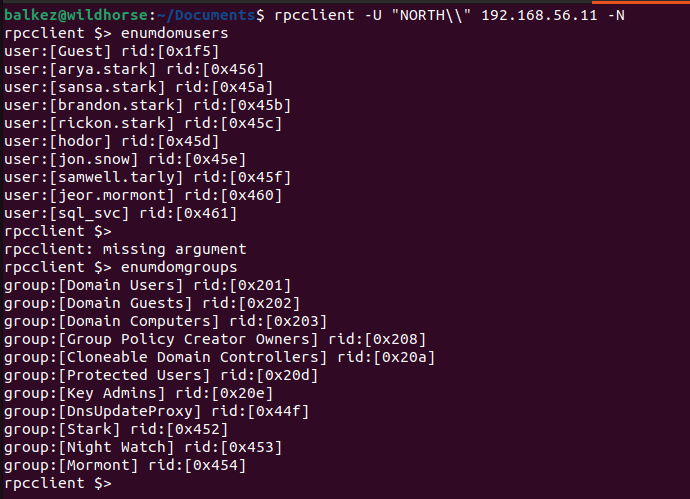 balkez@wildhorse:~/Documents$ rpcclient -U "NORTH\\" 192.168.56.11 -N
rpcclient $> enumdomusers
user:[Guest] rid:[0x1f5]
user:[arya.stark] rid:[0x456]
user:[sansa.stark] rid:[0x45a]
user:[brandon.stark] rid:[0x45b]
user:[rickon.stark] rid:[0x45c]
user:[hodor] rid:[0x45d]
user:[jon.snow] rid:[0x45e]
user:[samwell.tarly] rid:[0x45f]
user:[jeor.mormont] rid:[0x460]
user:[sql_svc] rid:[0x461]
rpcclient $>
rpcclient: missing argument
rpcclient $> enumdomgroups
group:[Domain Users] rid:[0x201]
group:[Domain Guests] rid:[0x202]
group:[Domain Computers] rid:[0x203]
group:[Group Policy Creator Owners] rid:[0x208]
group:[Cloneable Domain Controllers] rid:[0x20a]
group:[Protected Users] rid:[0x20d]
group:[Key Admins] rid:[0x20e]
group:[DnsUpdateProxy] rid:[0x44f]
group:[Stark] rid:[0x452]
group:[Night Watch] rid:[0x453]
group:[Mormont] rid:[0x454]
rpcclient $>